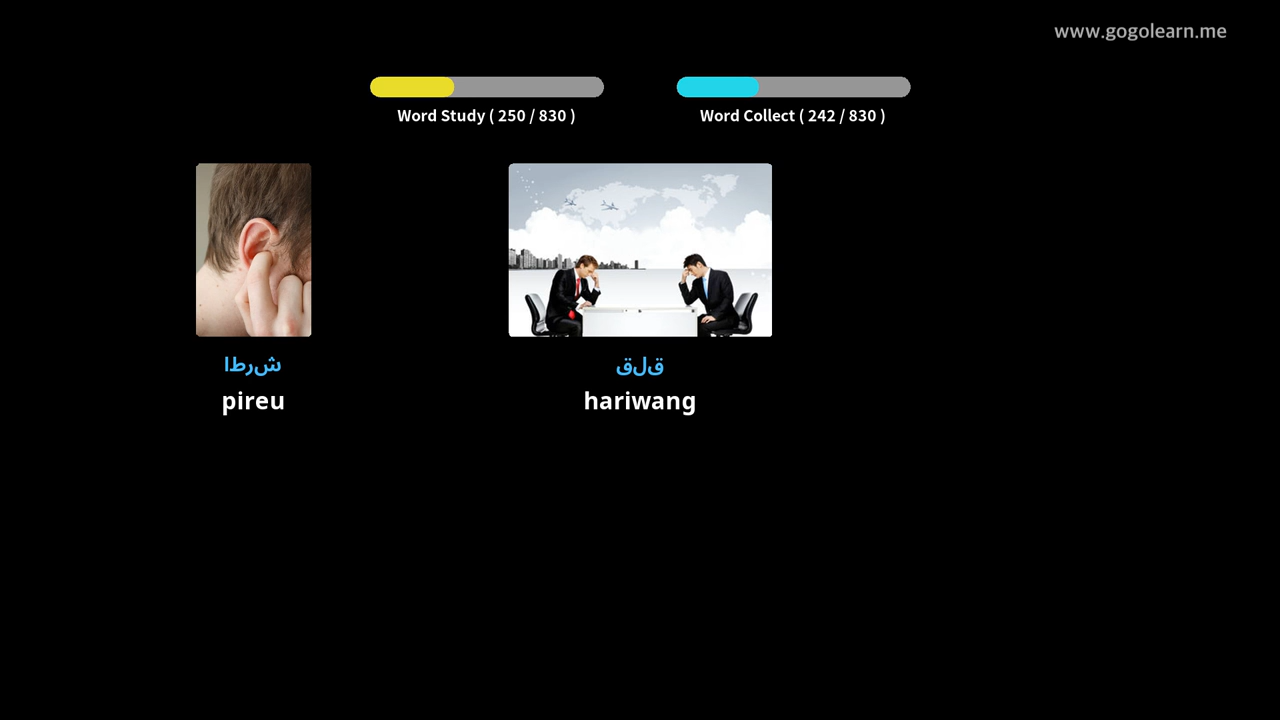 www.gogolearn.me
Word Study ( 250 / 830 )
Word Collect ( 242 / 830 )
شرطا
pireu
قلق
hariwang